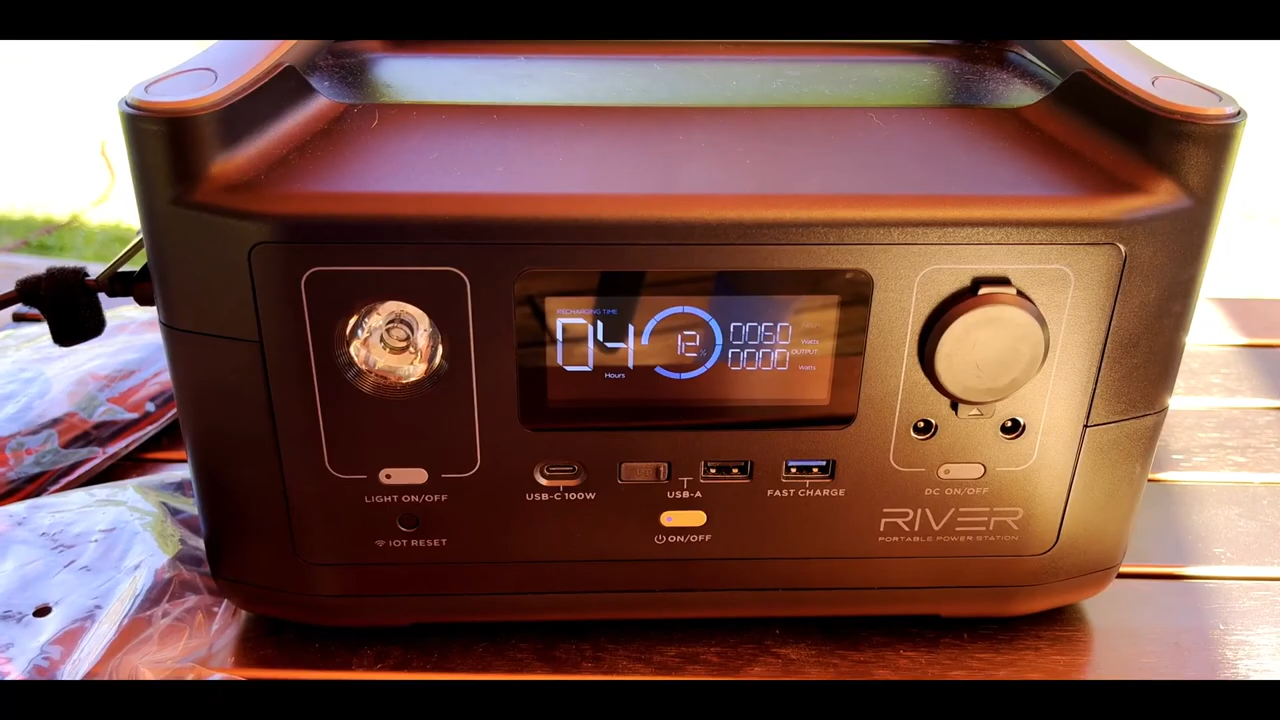 RECHARGING TIME
04
Hours
12
%
0060
Watts
OUTPUT
0000
Watts
USB-C 100W
USB-A
FAST CHARGE
LIGHT ON/OFF
DC ON/OFF
IOT RESET
ON/OFF
RIVER
PORTABLE POWER STATION